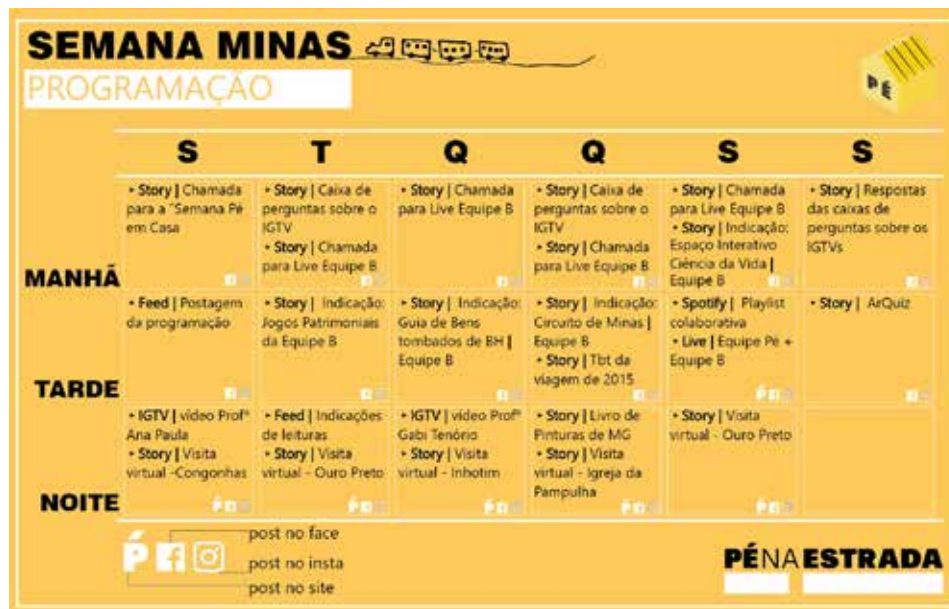 SEMANA MINAS
PROGRAMAÇÃO
PÉ
S T Q Q S S
MANHÃ
• Story | Chamada
para a "Semana Pé
em Casa
• Story | Caixa de
perguntas sobre o
IGTV
• Story | Chamada
para Live Equipe B
• Story | Chamada
para Live Equipe B
• Story | Caixa de
perguntas sobre o
IGTV
• Story | Chamada
para Live Equipe B
• Story | Chamada
para Live Equipe B
• Story | Indicação:
Espaço Interativo
Ciência da Vida |
Equipe B
• Story | Respostas
das caixas de
perguntas sobre os
IGTVs
TARDE
• Feed | Postagem
da programação
• Story | Indicação:
Jogos Patrimoniais
da Equipe B
• Story | Indicação:
Guia de Bens
tombados de BH |
Equipe B
• Story | Indicação:
Circuito de Minas |
Equipe B
• Story | Tbt da
viagem de 2015
• Spotify | Playlist
colaborativa
• Live | Equipe Pé +
Equipe B
• Story | ArQuiz
NOITE
• IGTV | vídeo Profª
Ana Paula
• Story | Visita
virtual -Congonhas
• Feed | Indicações
de leituras
• Story | Visita
virtual - Ouro Preto
• IGTV | vídeo Profª
Gabi Tenório
• Story | Visita
virtual - Inhotim
• Story | Livro de
Pinturas de MG
• Story | Visita
virtual - Igreja da
Pampulha
• Story | Visita
virtual - Ouro Preto
post no face
post no insta
post no site
PÉNAESTRADA